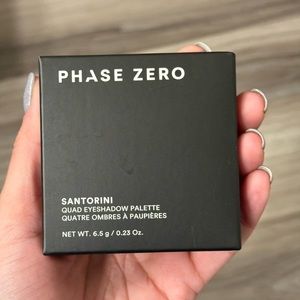 PHASE ZERO
SANTORINI
QUAD EYESHADOW PALETTE
QUATRE OMBRES À PAUPIÈRES
NET WT. 6.5 g / 0.23 Oz.